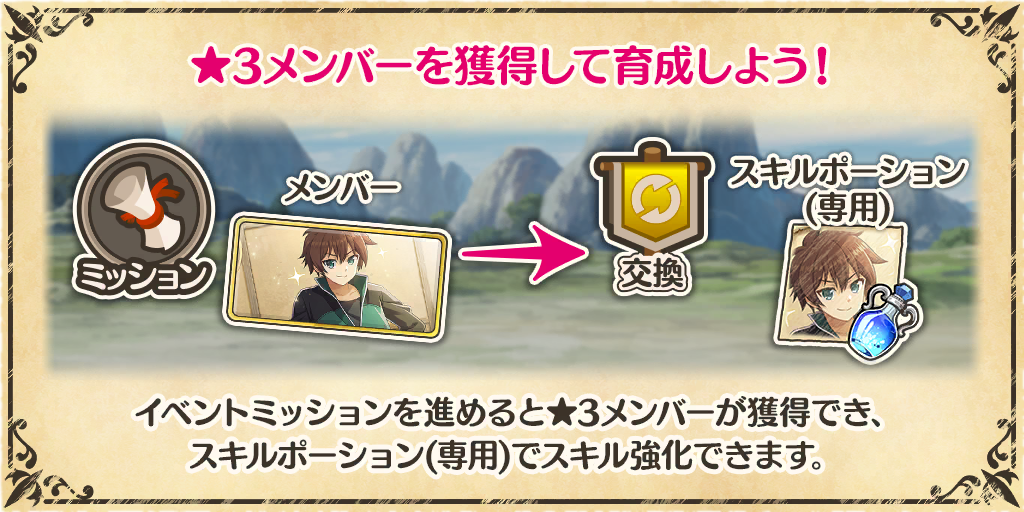 ★3メンバーを獲得して育成しよう!
メンバー
スキルポーション
(専用)
ミッション
交換
イベントミッションを進めると★3メンバーが獲得でき、
スキルポーション(専用)でスキル強化できます。